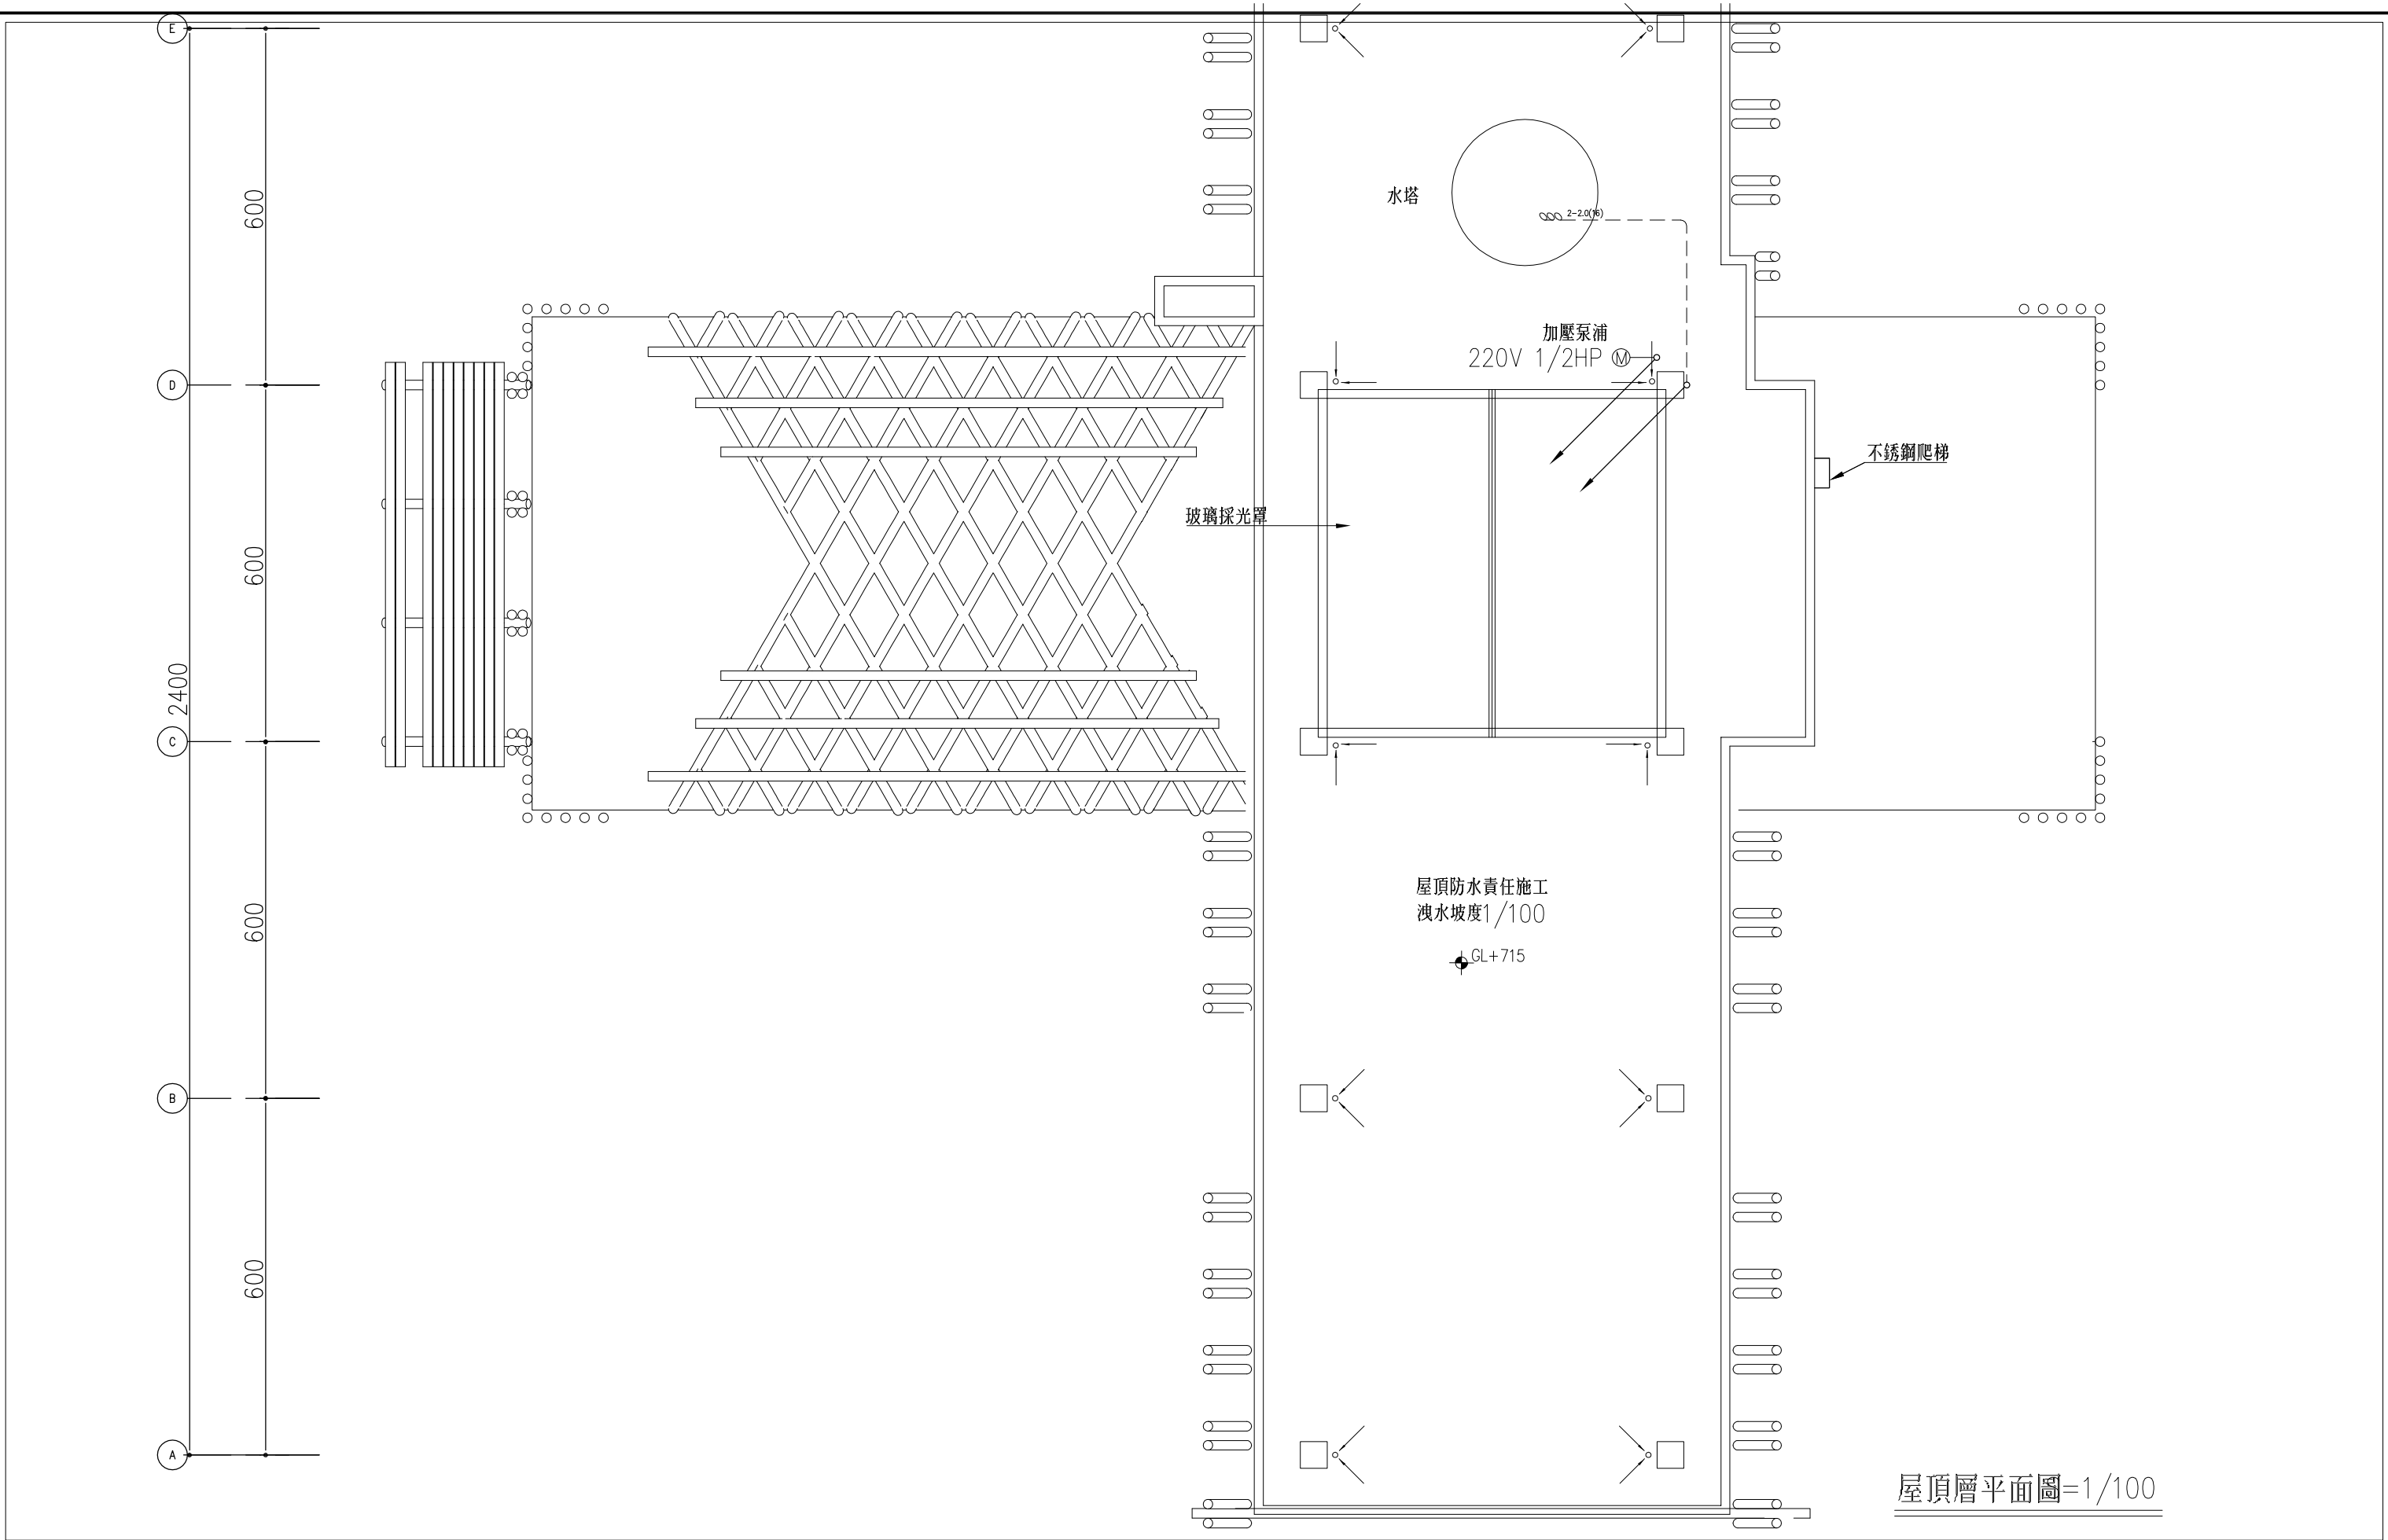 E
600
水塔
2-2.0(16)
加壓泵浦
220V 1/2HP M
D
不銹鋼爬梯
玻璃採光罩
600
2400
C
屋頂防水責任施工
洩水坡度1/100
600
GL+715
B
600
A
屋頂層平面圖=1/100